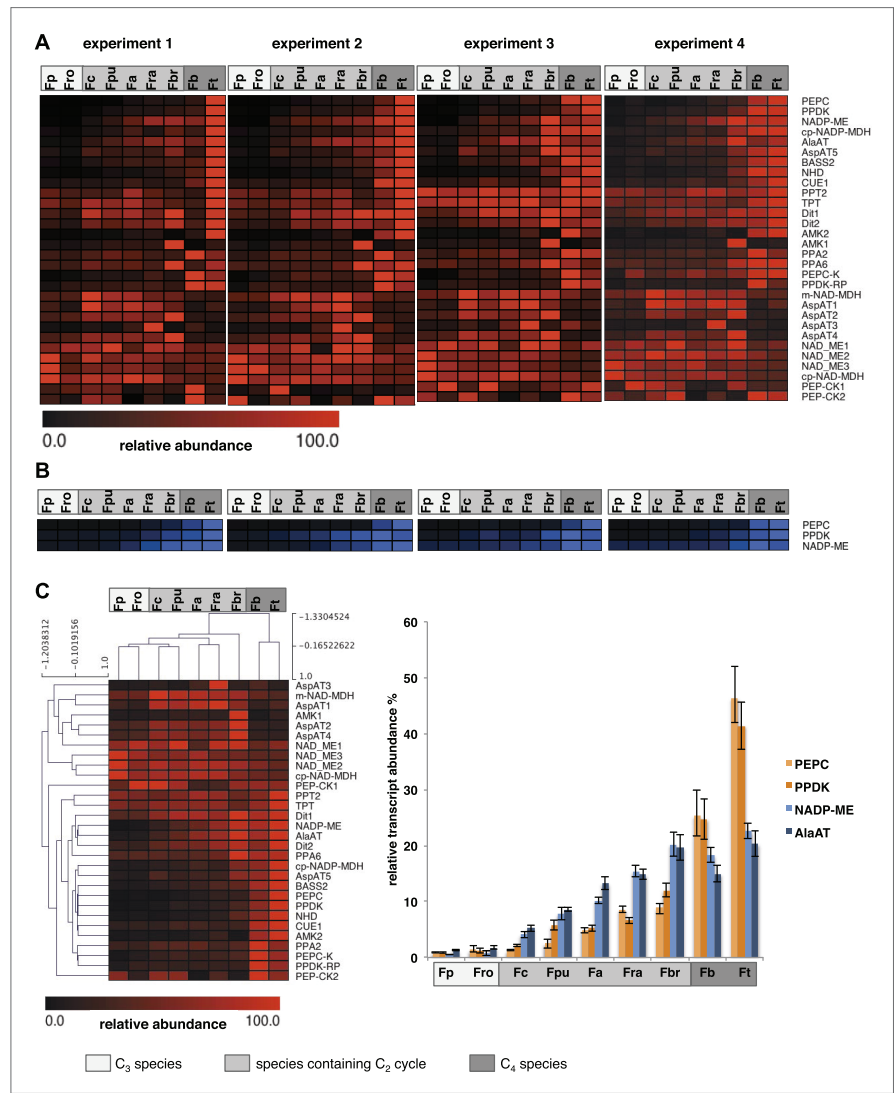 A
experiment 1
experiment 2
experiment 3
experiment 4
Fp Fro Fc Fpu Fa Fra Fbr Fb Ft
Fp Fro Fc Fpu Fa Fra Fbr Fb Ft
Fp Fro Fc Fpu Fa Fra Fbr Fb Ft
Fp Fro Fc Fpu Fa Fra Fbr Fb Ft
PEPC
PPDK
NADP-ME
cp-NADP-MDH
AlaAT
AspAT5
BASS2
NHD
CUE1
PPT2
TPT
Dit1
Dit2
AMK2
AMK1
PPA2
PPA6
PEPC-K
PPDK-RP
m-NAD-MDH
AspAT1
AspAT2
AspAT3
AspAT4
NAD_ME1
NAD_ME2
NAD_ME3
cp-NAD-MDH
PEP-CK1
PEP-CK2
0.0 relative abundance 100.0
B
Fp Fro Fc Fpu Fa Fra Fbr Fb Ft
Fp Fro Fc Fpu Fa Fra Fbr Fb Ft
Fp Fro Fc Fpu Fa Fra Fbr Fb Ft
Fp Fro Fc Fpu Fa Fra Fbr Fb Ft
PEPC
PPDK
NADP-ME
C
Fp Fro Fc Fpu Fa Fra Fbr Fb Ft
-1.3304524
-0.16522622
1.0
-1.2038312
-0.1019156
1.0
AspAT3
m-NAD-MDH
AspAT1
AMK1
AspAT2
AspAT4
NAD_ME1
NAD_ME3
NAD_ME2
cp-NAD-MDH
PEP-CK1
PPT2
TPT
Dit1
NADP-ME
AlaAT
Dit2
PPA6
cp-NADP-MDH
AspAT5
BASS2
PEPC
PPDK
NHD
CUE1
AMK2
PPA2
PEPC-K
PPDK-RP
PEP-CK2
0.0 relative abundance 100.0
relative transcript abundance %
60
50
40
30
20
10
0
Fp Fro Fc Fpu Fa Fra Fbr Fb Ft
PEPC
PPDK
NADP-ME
AlaAT
C3 species
species containing C2 cycle
C4 species